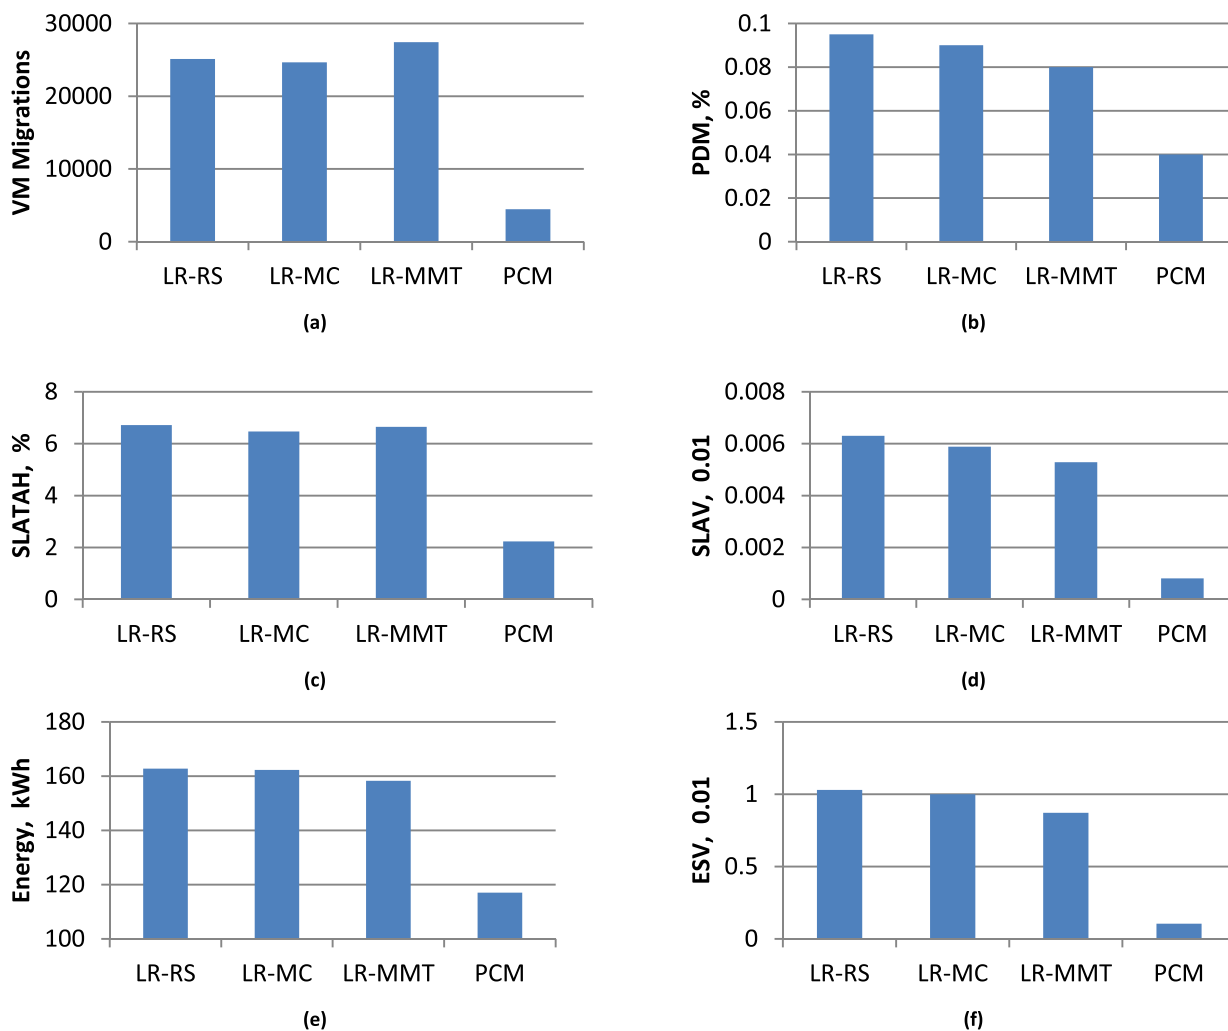 30000
20000
10000
0
VM Migrations
LR-RS LR-MC LR-MMT PCM
(a)
0.1
0.08
0.06
0.04
0.02
0
PDM, %
LR-RS LR-MC LR-MMT PCM
(b)
8
6
4
2
0
SLATAH, %
LR-RS LR-MC LR-MMT PCM
(c)
0.008
0.006
0.004
0.002
0
SLAV, 0.01
LR-RS LR-MC LR-MMT PCM
(d)
180
160
140
120
100
Energy, kWh
LR-RS LR-MC LR-MMT PCM
(e)
1.5
1
0.5
0
ESV, 0.01
LR-RS LR-MC LR-MMT PCM
(f)